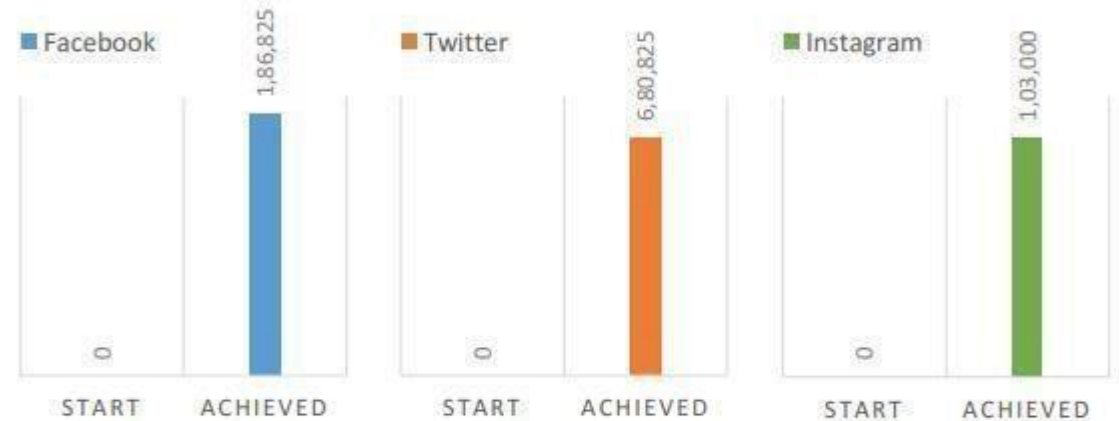 Facebook
1,86,825
0
START ACHIEVED
Twitter
6,80,825
0
START ACHIEVED
Instagram
1,03,000
0
START ACHIEVED